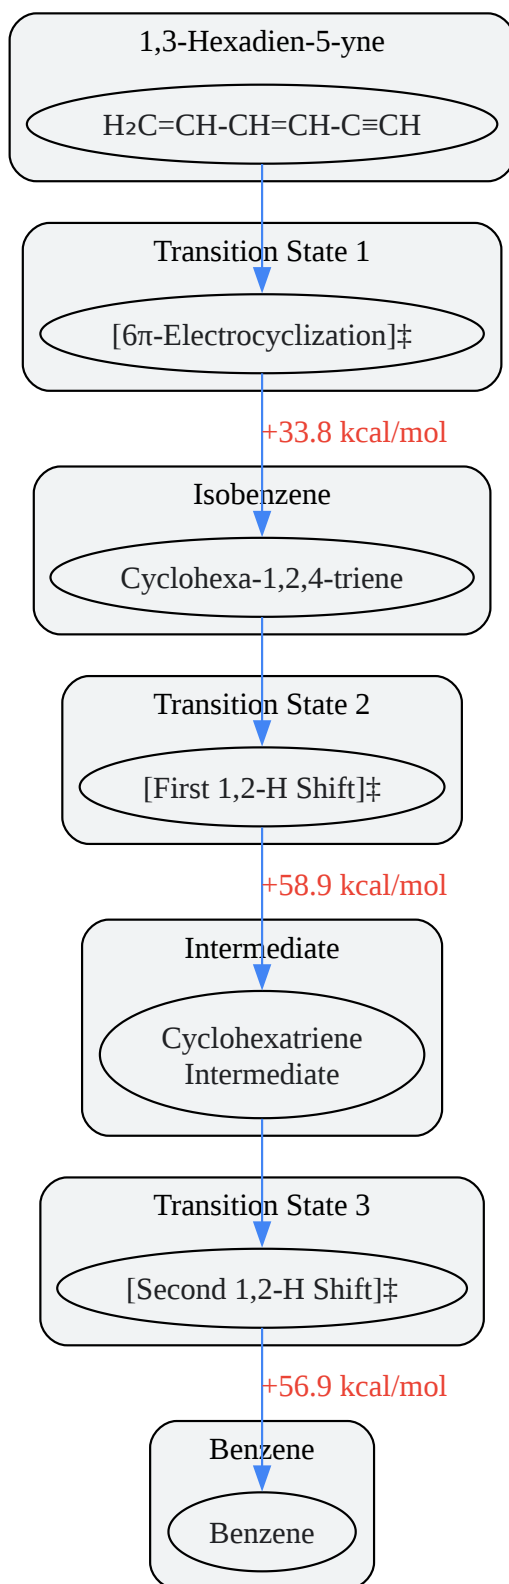 1,3-Hexadien-5-yne
H₂C=CH-CH=CH-C≡CH
Transition State 1
[6π-Electrocyclization]‡
+33.8 kcal/mol
Isobenzene
Cyclohexa-1,2,4-triene
Transition State 2
[First 1,2-H Shift]‡
+58.9 kcal/mol
Intermediate
Cyclohexatriene
Intermediate
Transition State 3
[Second 1,2-H Shift]‡
+56.9 kcal/mol
Benzene
Benzene